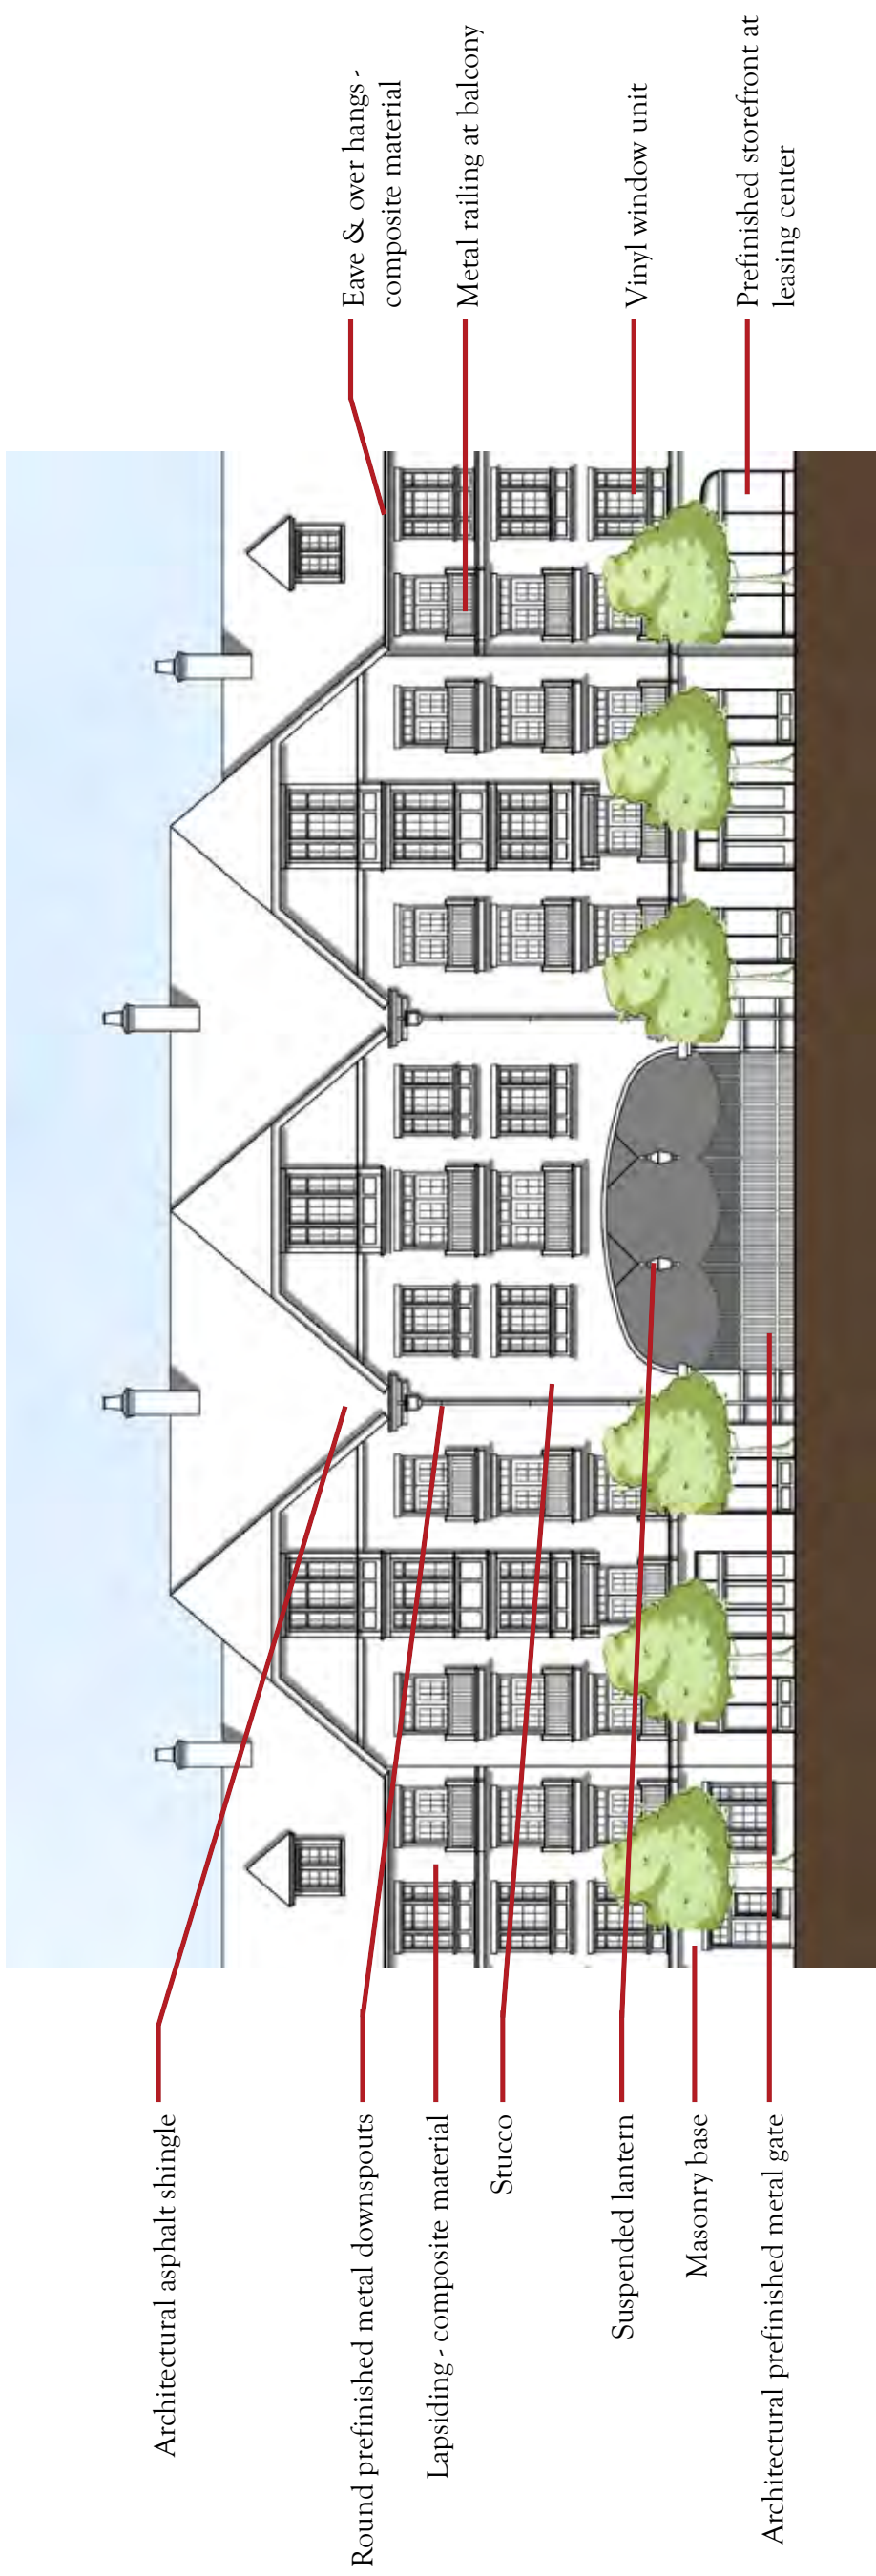 Architectural asphalt shingle
Round prefinished metal downspouts
Lapsiding - composite material
Stucco
Suspended lantern
Masonry base
Architectural prefinished metal gate
Eave & over hangs -
composite material
Metal railing at balcony
Vinyl window unit
Prefinished storefront at
leasing center